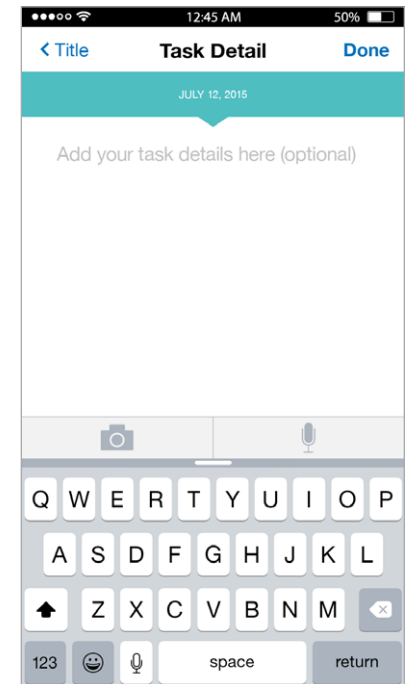 12:45 AM 50%
Title Task Detail Done
JULY 12, 2015
Add your task details here (optional)
Q W E R T Y U I O P
A S D F G H J K L
Z X C V B N M
123 space return